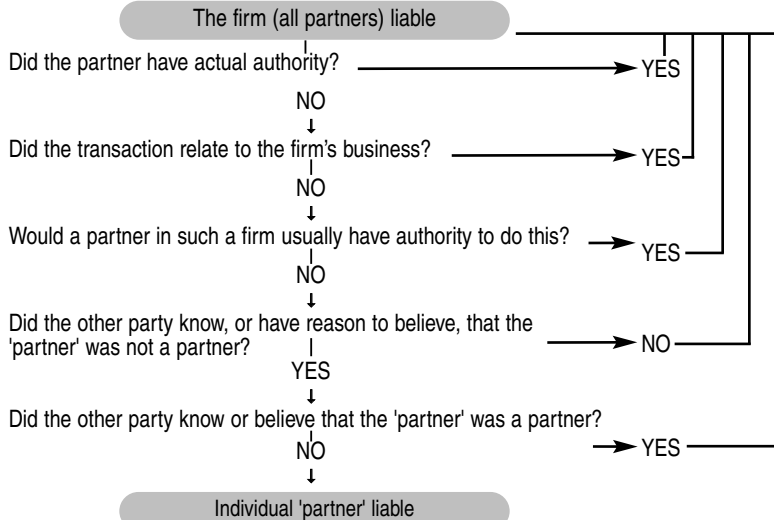 The firm (all partners) liable
Did the partner have actual authority? YES
NO
Did the transaction relate to the firm's business? YES
NO
Would a partner in such a firm usually have authority to do this? YES
NO
Did the other party know, or have reason to believe, that the
'partner' was not a partner? NO
YES
Did the other party know or believe that the 'partner' was a partner?
NO YES
Individual 'partner' liable